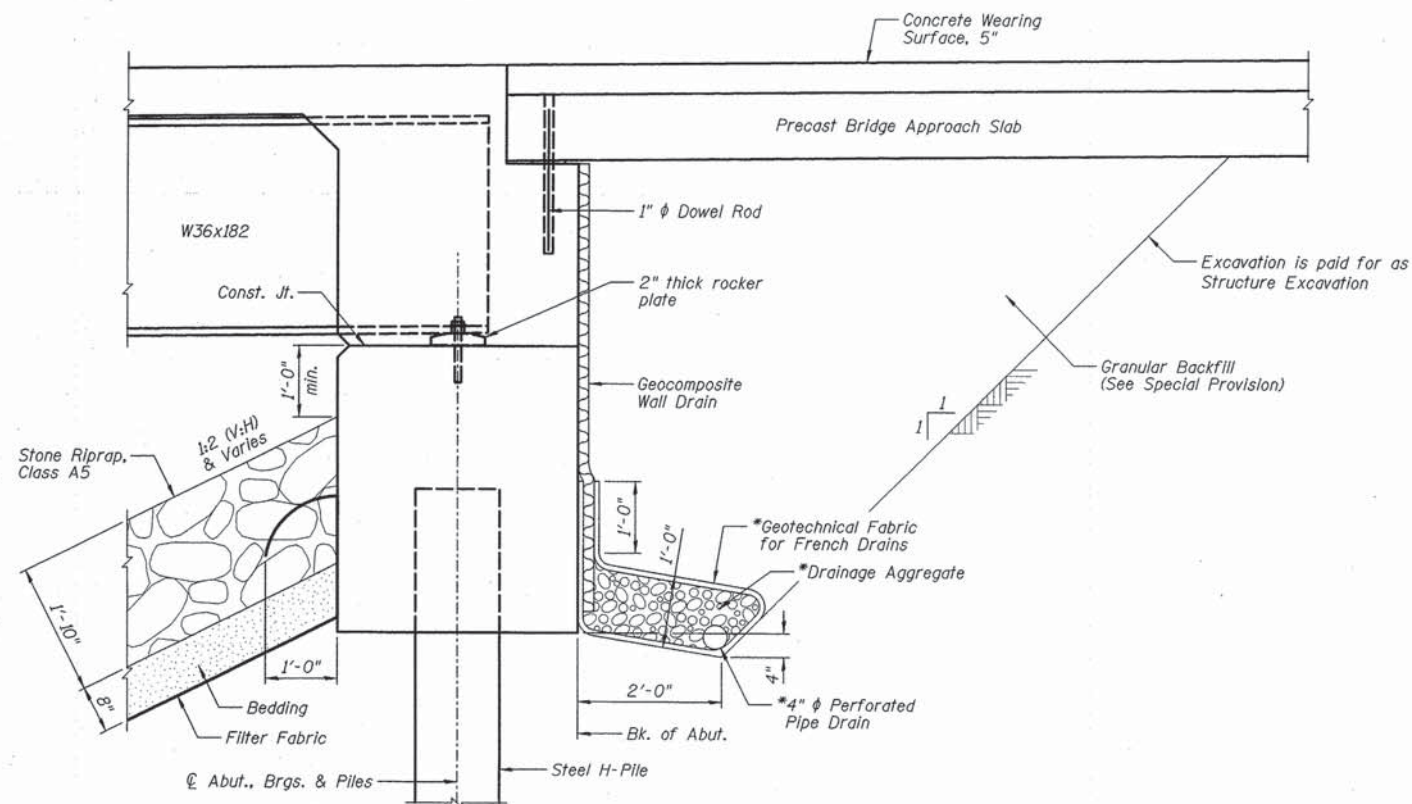 Concrete Wearing
Surface, 5"
Precast Bridge Approach Slab
1" ϕ Dowel Rod
W36x182
Excavation is paid for as
Structure Excavation
2" thick rocker
plate
Const. Jt.
1'-0"
min.
Granular Backfill
(See Special Provision)
Geocomposite
Wall Drain
1
1
1:2 (V:H)
& Varies
Stone Riprap,
Class A5
1'-0"
1'-0"
*Geotechnical Fabric
for French Drains
*Drainage Aggregate
1'-10"
8"
1'-0"
4"
2'-0"
*4" ϕ Perforated
Pipe Drain
Bedding
Filter Fabric
Bk. of Abut.
℄ Abut., Brgs. & Piles
Steel H-Pile